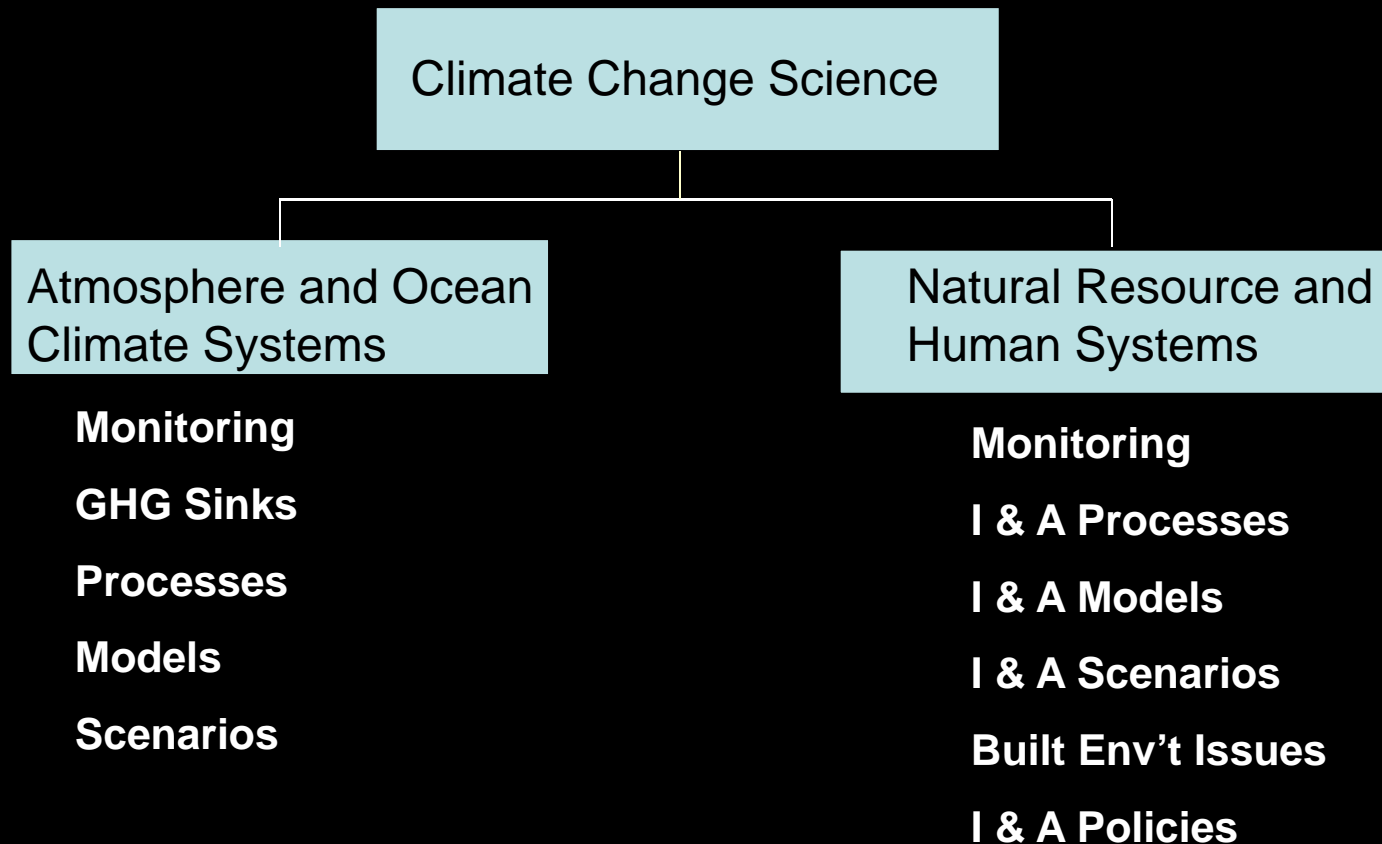 Climate Change Science
Atmosphere and Ocean
Climate Systems
Monitoring
GHG Sinks
Processes
Models
Scenarios
Natural Resource and
Human Systems
Monitoring
I & A Processes
I & A Models
I & A Scenarios
Built Env’t Issues
I & A Policies